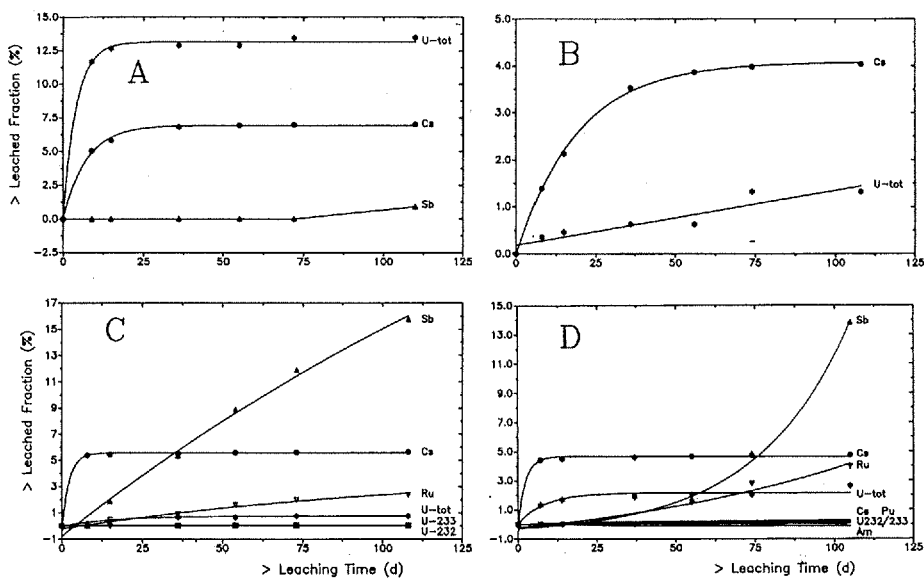 > Leached Fraction (%)
15.0
12.5
10.0
7.5
5.0
2.5
0.0
-2.5
A
U-tot
Cs
Sb
0 25 50 75 100 125
5.0
4.0
3.0
2.0
1.0
0.0
B
Cs
U-tot
0 25 50 75 100 125
> Leached Fraction (%)
17
15
13
11
9
7
5
3
1
-1
C
Sb
Cs
Ru
U-tot
U-233
U-232
0 25 50 75 100 125
> Leaching Time (d)
15.0
13.0
11.0
9.0
7.0
5.0
3.0
1.0
-1.0
D
Sb
Cs
Ru
U-tot
Ce Pu
U232/233
Am
0 25 50 75 100 125
> Leaching Time (d)